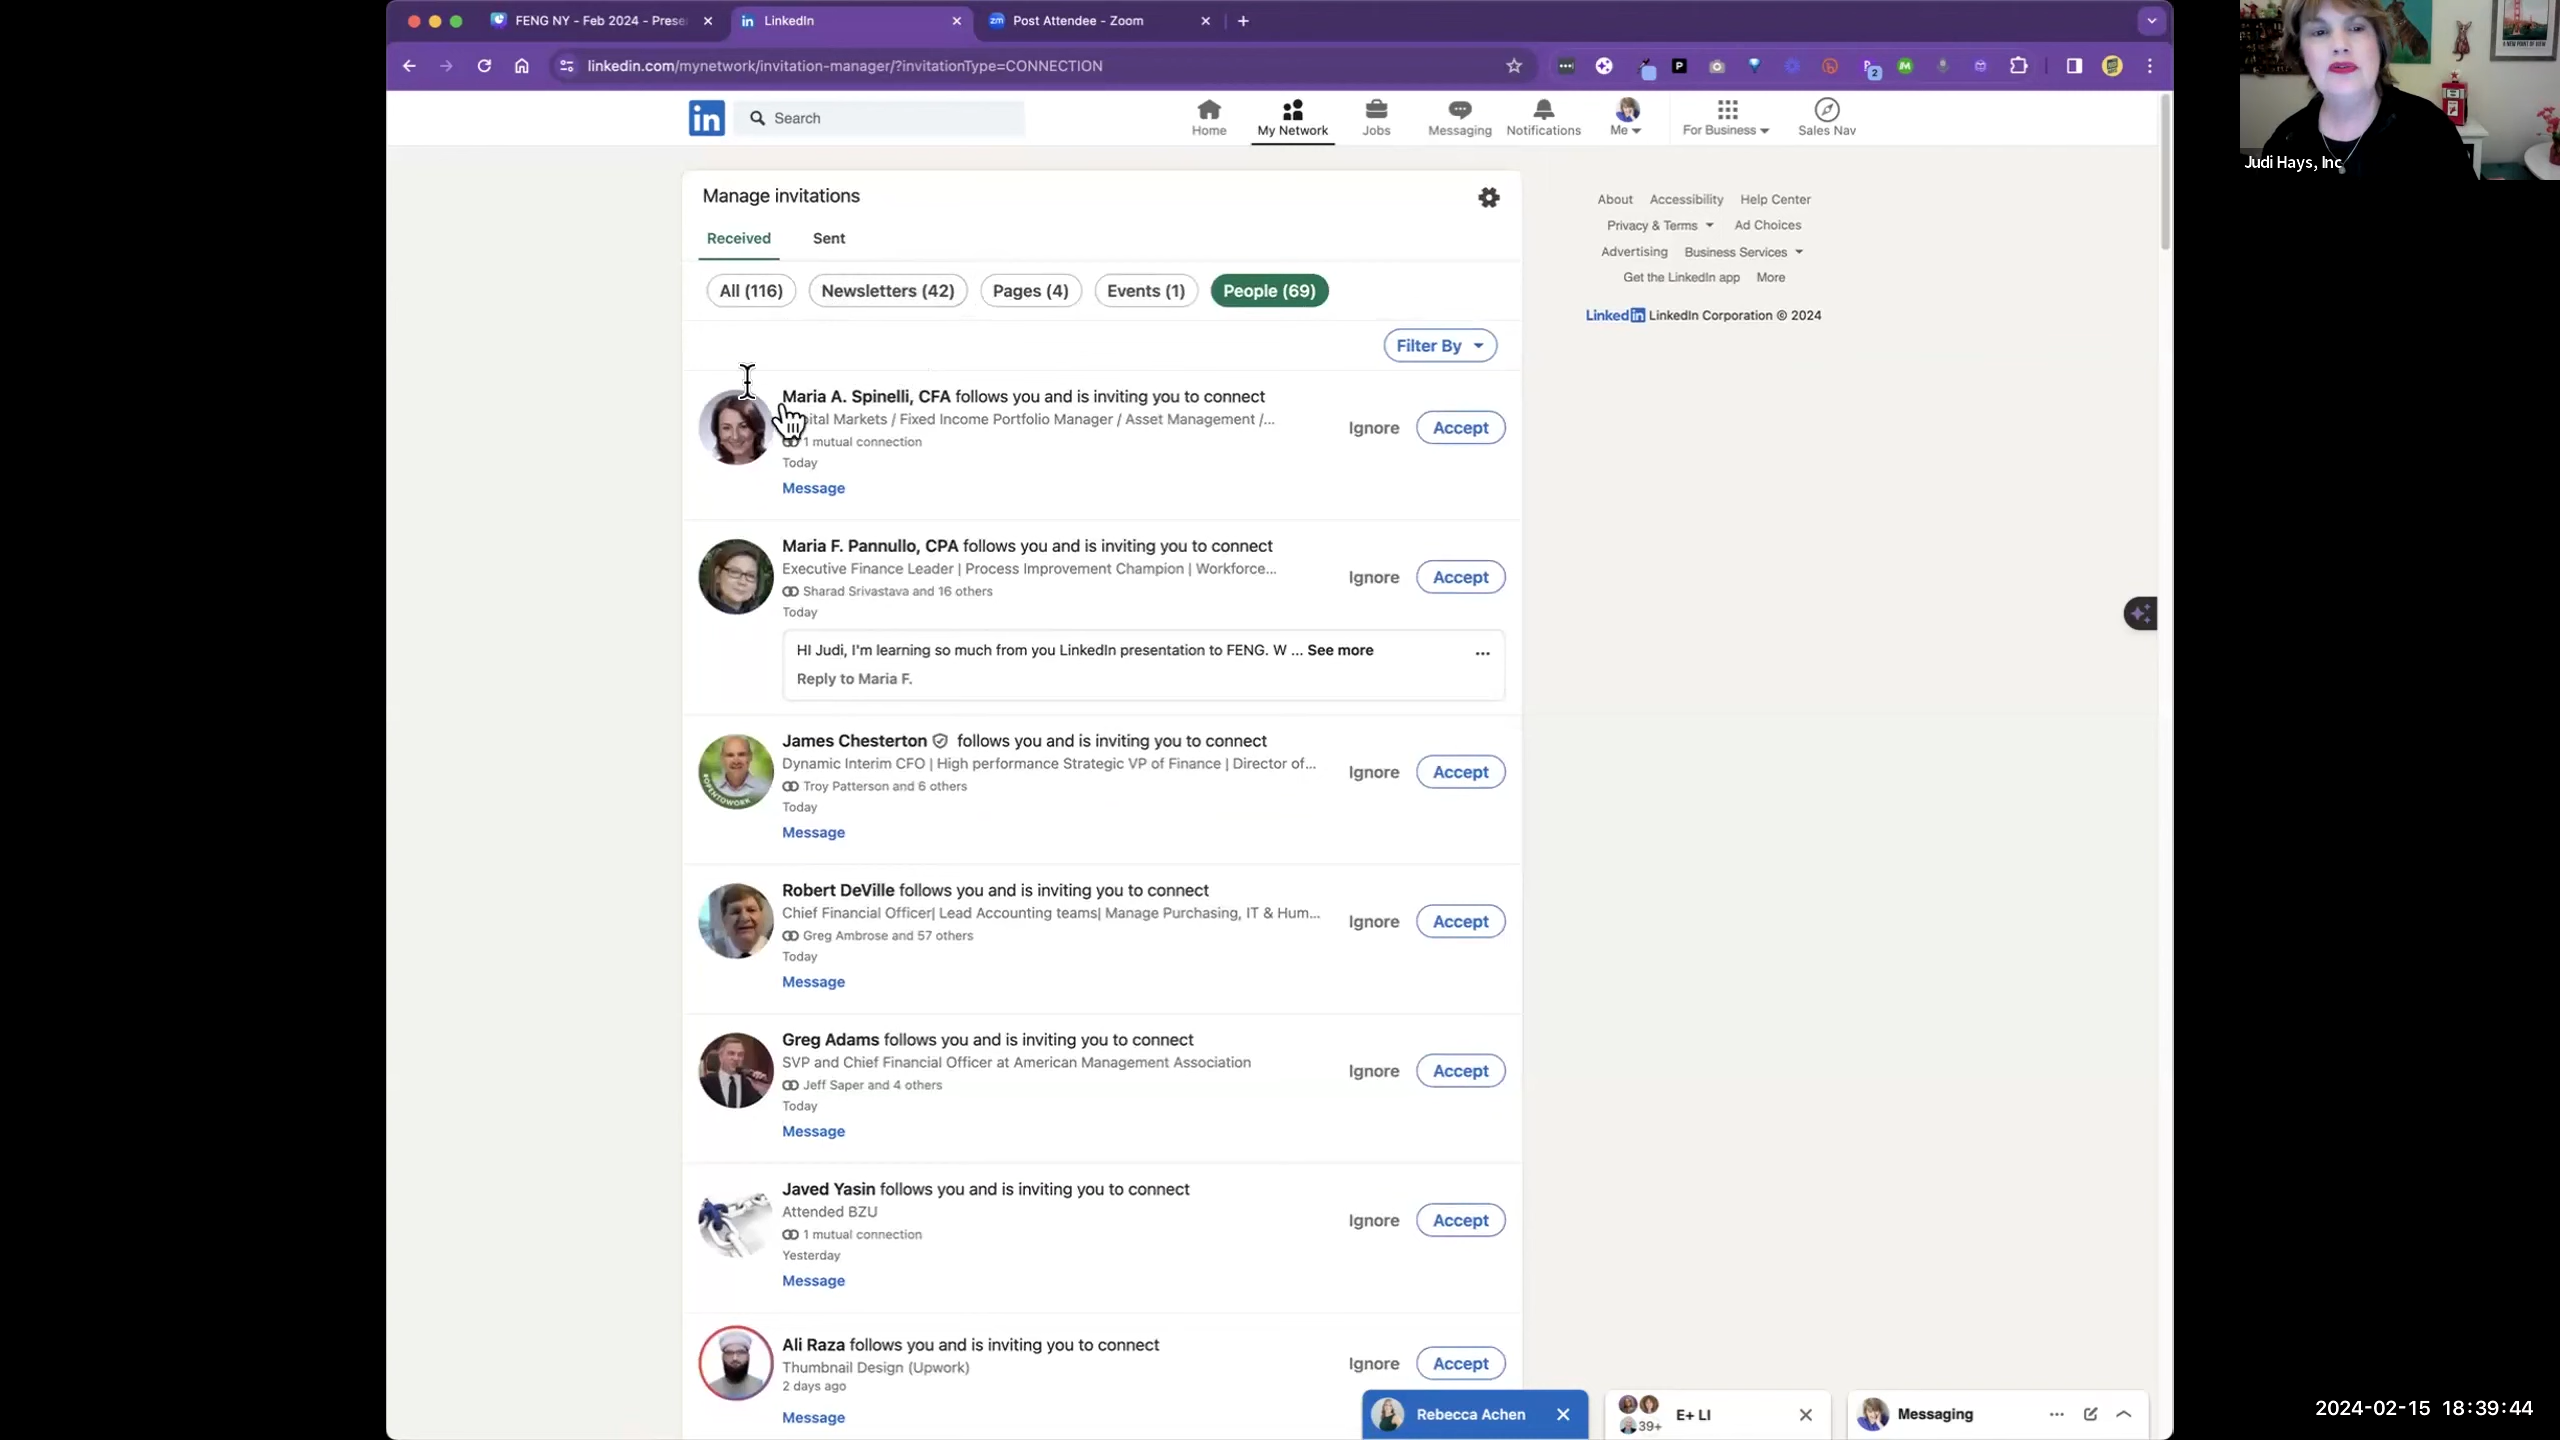 FENG NY - Feb 2024 - Prese
LinkedIn
Post Attendee - Zoom
linkedin.com/mynetwork/invitation-manager/?invitationType=CONNECTION
Search
Home
My Network
Jobs
Messaging
Notifications
Me
For Business
Sales Nav
Judi Hays, Inc
Manage invitations
Received
Sent
All (116)
Newsletters (42)
Pages (4)
Events (1)
People (69)
Filter By
Maria A. Spinelli, CFA follows you and is inviting you to connect
Markets / Fixed Income Portfolio Manager / Asset Management /...
1 mutual connection
Today
Message
Ignore
Accept
Maria F. Pannullo, CPA follows you and is inviting you to connect
Executive Finance Leader | Process Improvement Champion | Workforce...
Sharad Srivastava and 16 others
Today
Ignore
Accept
HI Judi, I'm learning so much from you LinkedIn presentation to FENG. W ... See more
Reply to Maria F.
James Chesterton follows you and is inviting you to connect
Dynamic Interim CFO | High performance Strategic VP of Finance | Director of...
Troy Patterson and 6 others
Today
Message
Ignore
Accept
#OPENTOWORK
Robert DeVille follows you and is inviting you to connect
Chief Financial Officer| Lead Accounting teams| Manage Purchasing, IT & Hum...
Greg Ambrose and 57 others
Today
Message
Ignore
Accept
Greg Adams follows you and is inviting you to connect
SVP and Chief Financial Officer at American Management Association
Jeff Saper and 4 others
Today
Message
Ignore
Accept
Javed Yasin follows you and is inviting you to connect
Attended BZU
1 mutual connection
Yesterday
Message
Ignore
Accept
Ali Raza follows you and is inviting you to connect
Thumbnail Design (Upwork)
2 days ago
Message
Ignore
Accept
About Accessibility Help Center
Privacy & Terms Ad Choices
Advertising Business Services
Get the LinkedIn app More
LinkedIn LinkedIn Corporation © 2024
Rebecca Achen
39+
E+ LI
Messaging
2024-02-15 18:39:44